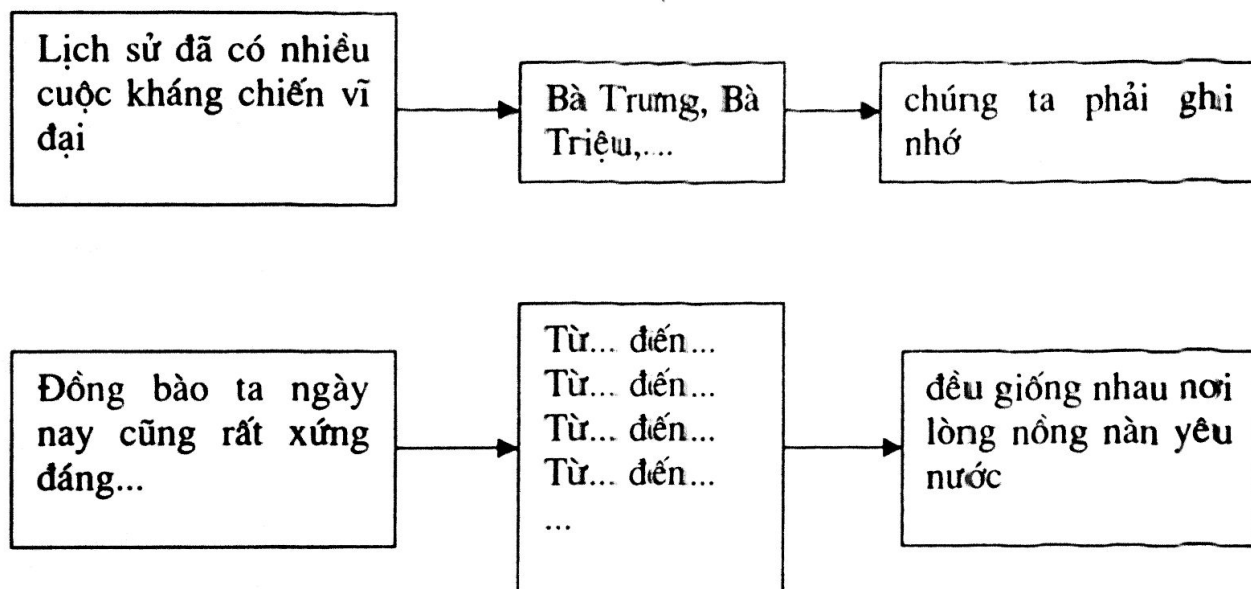 Lịch sử đã có nhiều
cuộc kháng chiến vĩ
đại
Bà Trưng, Bà
Triệu,...
chúng ta phải ghi
nhớ
Đồng bào ta ngày
nay cũng rất xứng
đáng...
Từ... đến...
Từ... đến...
Từ... đến...
Từ... đến...
...
đều giống nhau nơi
lòng nồng nàn yêu
nước